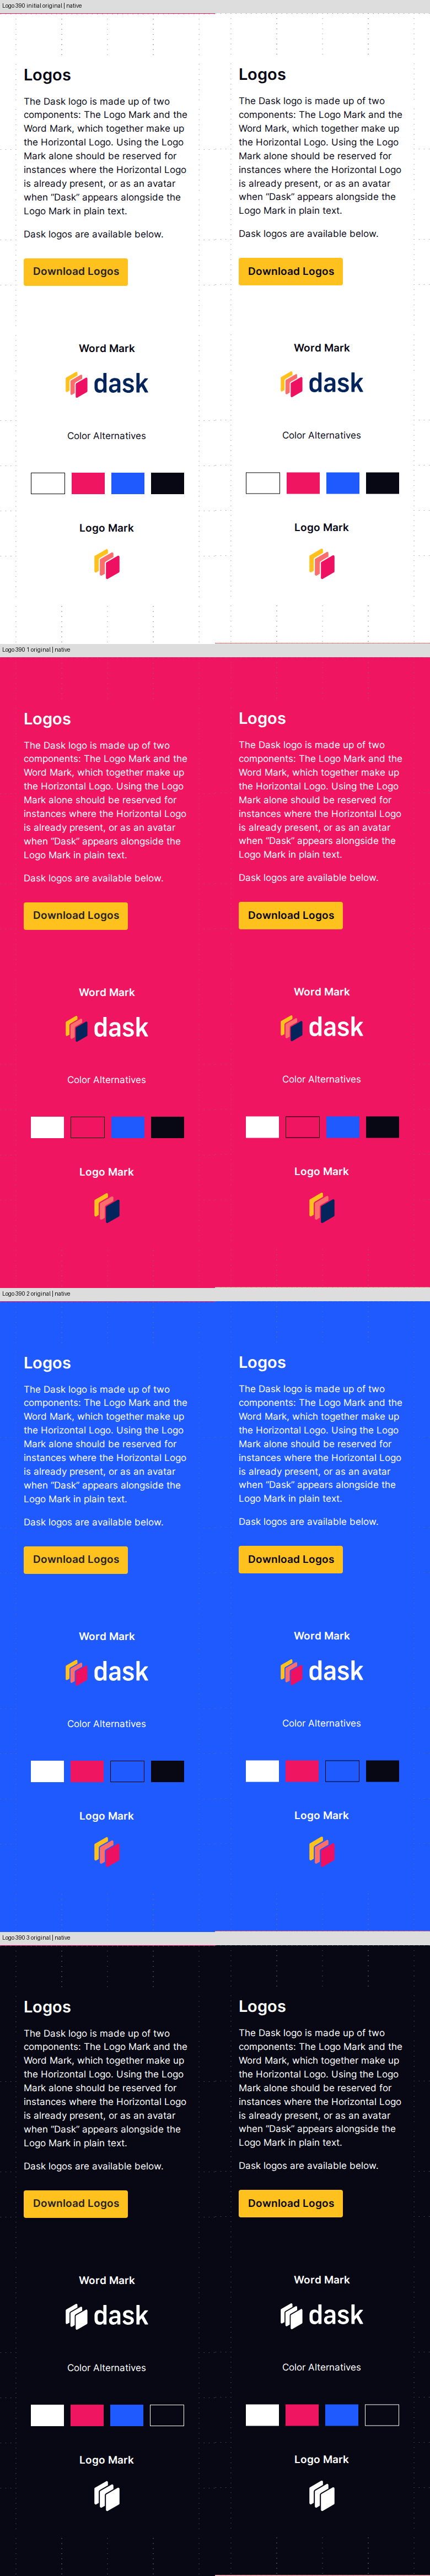 Logo 390 initial original | native
Logos
The Dask logo is made up of two
components: The Logo Mark and the
Word Mark, which together make up
the Horizontal Logo. Using the Logo
Mark alone should be reserved for
instances where the Horizontal Logo
is already present, or as an avatar
when “Dask” appears alongside the
Logo Mark in plain text.
Dask logos are available below.
Download Logos
Word Mark
dask
Color Alternatives
Logo Mark
Logos
The Dask logo is made up of two
components: The Logo Mark and the
Word Mark, which together make up
the Horizontal Logo. Using the Logo
Mark alone should be reserved for
instances where the Horizontal Logo
is already present, or as an avatar
when “Dask” appears alongside the
Logo Mark in plain text.
Dask logos are available below.
Download Logos
Word Mark
dask
Color Alternatives
Logo Mark
Logo 390 1 original | native
Logos
The Dask logo is made up of two
components: The Logo Mark and the
Word Mark, which together make up
the Horizontal Logo. Using the Logo
Mark alone should be reserved for
instances where the Horizontal Logo
is already present, or as an avatar
when “Dask” appears alongside the
Logo Mark in plain text.
Dask logos are available below.
Download Logos
Word Mark
dask
Color Alternatives
Logo Mark
Logos
The Dask logo is made up of two
components: The Logo Mark and the
Word Mark, which together make up
the Horizontal Logo. Using the Logo
Mark alone should be reserved for
instances where the Horizontal Logo
is already present, or as an avatar
when “Dask” appears alongside the
Logo Mark in plain text.
Dask logos are available below.
Download Logos
Word Mark
dask
Color Alternatives
Logo Mark
Logo 390 2 original | native
Logos
The Dask logo is made up of two
components: The Logo Mark and the
Word Mark, which together make up
the Horizontal Logo. Using the Logo
Mark alone should be reserved for
instances where the Horizontal Logo
is already present, or as an avatar
when “Dask” appears alongside the
Logo Mark in plain text.
Dask logos are available below.
Download Logos
Word Mark
dask
Color Alternatives
Logo Mark
Logos
The Dask logo is made up of two
components: The Logo Mark and the
Word Mark, which together make up
the Horizontal Logo. Using the Logo
Mark alone should be reserved for
instances where the Horizontal Logo
is already present, or as an avatar
when “Dask” appears alongside the
Logo Mark in plain text.
Dask logos are available below.
Download Logos
Word Mark
dask
Color Alternatives
Logo Mark
Logo 390 3 original | native
Logos
The Dask logo is made up of two
components: The Logo Mark and the
Word Mark, which together make up
the Horizontal Logo. Using the Logo
Mark alone should be reserved for
instances where the Horizontal Logo
is already present, or as an avatar
when “Dask” appears alongside the
Logo Mark in plain text.
Dask logos are available below.
Download Logos
Word Mark
dask
Color Alternatives
Logo Mark
Logos
The Dask logo is made up of two
components: The Logo Mark and the
Word Mark, which together make up
the Horizontal Logo. Using the Logo
Mark alone should be reserved for
instances where the Horizontal Logo
is already present, or as an avatar
when “Dask” appears alongside the
Logo Mark in plain text.
Dask logos are available below.
Download Logos
Word Mark
dask
Color Alternatives
Logo Mark